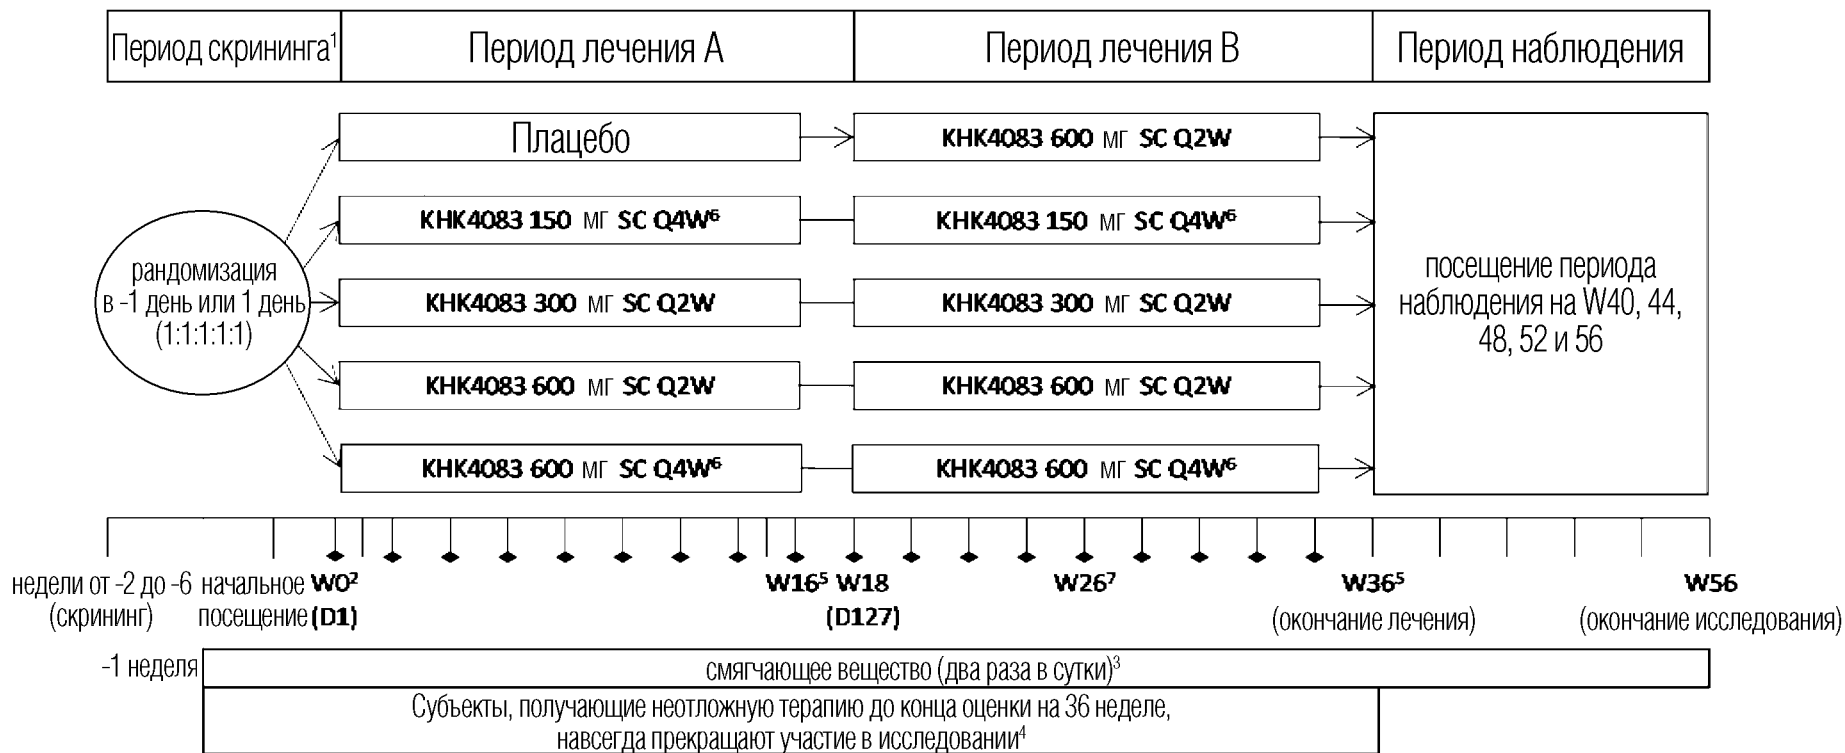 Период скрининга¹
Период лечения А
Период лечения В
Период наблюдения
Плацебо
KHK4083 600 мг SC Q2W
KHK4083 150 мг SC Q4W⁶
KHK4083 150 мг SC Q4W⁶
рандомизация
в -1 день или 1 день
(1:1:1:1:1)
KHK4083 300 мг SC Q2W
KHK4083 300 мг SC Q2W
KHK4083 600 мг SC Q2W
KHK4083 600 мг SC Q2W
KHK4083 600 мг SC Q4W⁶
KHK4083 600 мг SC Q4W⁶
посещение периода
наблюдения на W40, 44,
48, 52 и 56
недели от -2 до -6
(скрининг)
начальное
посещение
W0²
(D1)
W16⁵
W18
(D127)
W26⁷
W36⁵
(окончание лечения)
W56
(окончание исследования)
-1 неделя
смягчающее вещество (два раза в сутки)³
Субъекты, получающие неотложную терапию до конца оценки на 36 неделе,
навсегда прекращают участие в исследовании⁴